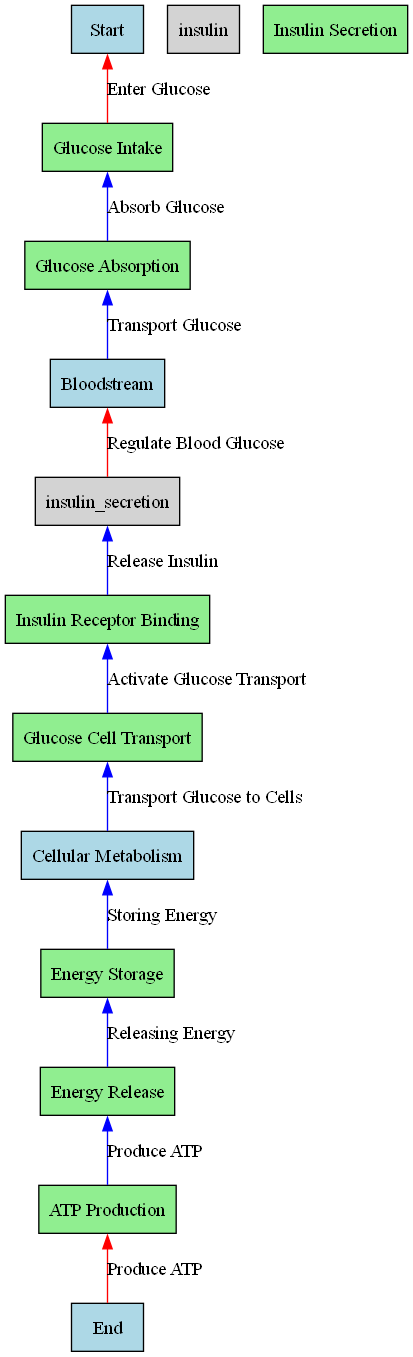 Start
insulin
Insulin Secretion
Enter Glucose
Glucose Intake
Absorb Glucose
Glucose Absorption
Transport Glucose
Bloodstream
Regulate Blood Glucose
insulin_secretion
Release Insulin
Insulin Receptor Binding
Activate Glucose Transport
Glucose Cell Transport
Transport Glucose to Cells
Cellular Metabolism
Storing Energy
Energy Storage
Releasing Energy
Energy Release
Produce ATP
ATP Production
Produce ATP
End